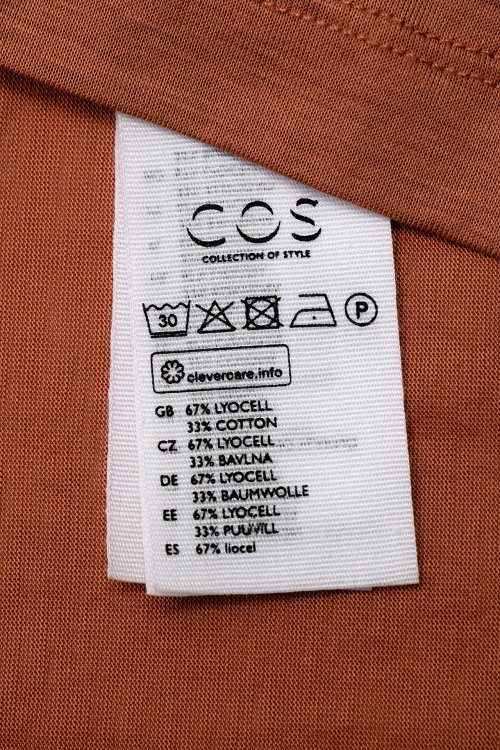 COS
COLLECTION OF STYLE
30 P
clevercare.info
GB 67% LYOCELL
33% COTTON
CZ 67% LYOCELL
33% BAVLNA
DE 67% LYOCELL
33% BAUMWOLLE
EE 67% LYOCELL
33% PUUVILL
ES 67% liocel